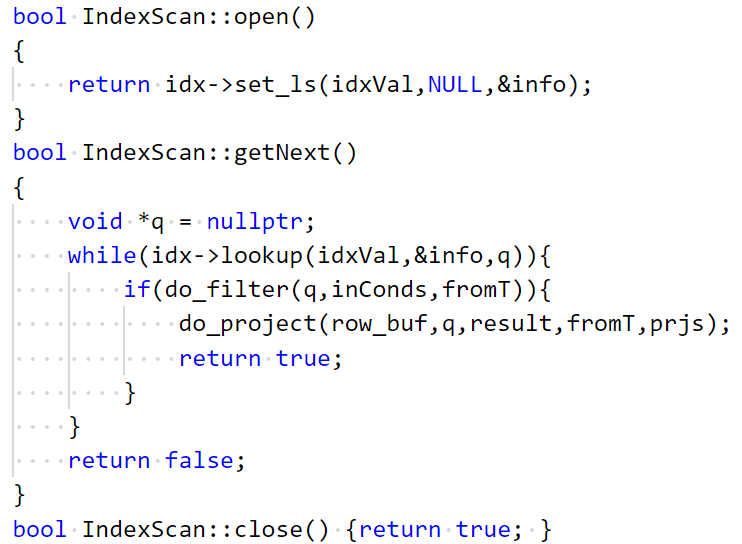 bool IndexScan::open()
{
    return idx->set_ls(idxVal,NULL,&info);
}
bool IndexScan::getNext()
{
    void *q = nullptr;
    while(idx->lookup(idxVal,&info,q)){
        if(do_filter(q,inConds,fromT)){
            do_project(row_buf,q,result,fromT,prjs);
            return true;
        }
    }
    return false;
}
bool IndexScan::close() {return true; }